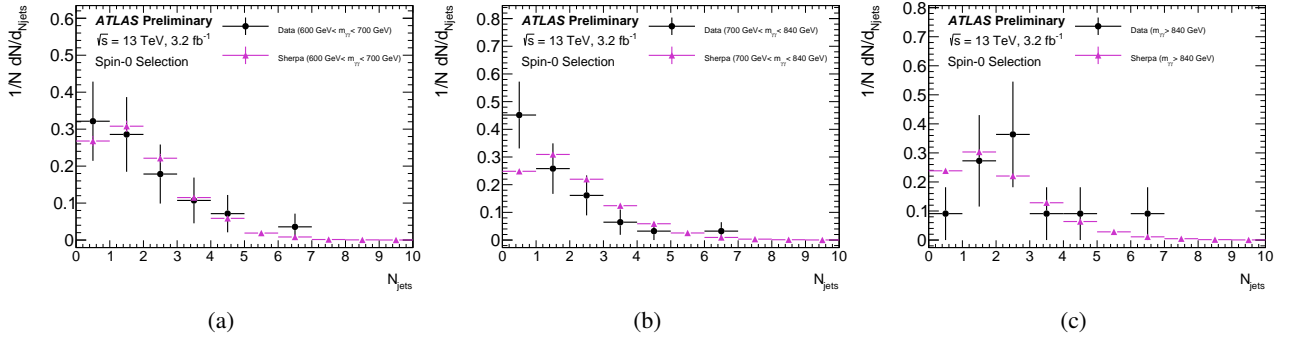 1/N dN/d_Njets
0.6
0.5
0.4
0.3
0.2
0.1
0
ATLAS Preliminary
√s = 13 TeV, 3.2 fb⁻¹
Spin-0 Selection
Data (600 GeV< m_γγ < 700 GeV)
Sherpa (600 GeV< m_γγ < 700 GeV)
0 1 2 3 4 5 6 7 8 9 10
N_jets
(a)
1/N dN/d_Njets
0.8
0.7
0.6
0.5
0.4
0.3
0.2
0.1
0
ATLAS Preliminary
√s = 13 TeV, 3.2 fb⁻¹
Spin-0 Selection
Data (700 GeV< m_γγ < 840 GeV)
Sherpa (700 GeV< m_γγ < 840 GeV)
0 1 2 3 4 5 6 7 8 9 10
N_jets
(b)
1/N dN/d_Njets
0.8
0.7
0.6
0.5
0.4
0.3
0.2
0.1
0
ATLAS Preliminary
√s = 13 TeV, 3.2 fb⁻¹
Spin-0 Selection
Data (m_γγ > 840 GeV)
Sherpa (m_γγ > 840 GeV)
0 1 2 3 4 5 6 7 8 9 10
N_jets
(c)